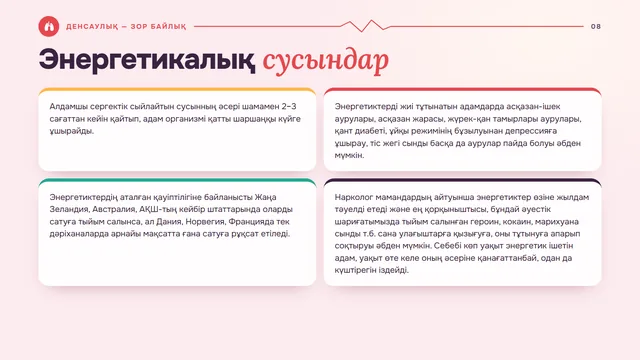 ДЕНСАУЛЫҚ — ЗОР БАЙЛЫҚ
08
Энергетикалық сусындар
Алдамшы сергектік сыйлайтын сусынның әсері шамамен 2–3
сағаттан кейін қайтып, адам организмі қатты шаршаңқы күйге
ұшырайды.
Энергетиктерді жиі тұтынатын адамдарда асқазан-ішек
аурулары, асқазан жарасы, жүрек-қан тамырлары аурулары,
қант диабеті, ұйқы режимінің бұзылуынан депрессияға
ұшырау, тіс жегі сынды басқа да аурулар пайда болуы әбден
мүмкін.
Энергетиктердің аталған қауіптілігіне байланысты Жаңа
Зеландия, Австралия, АҚШ-тың кейбір штаттарында оларды
сатуға тыйым салынса, ал Дания, Норвегия, Францияда тек
дәріханаларда арнайы мақсатта ғана сатуға рұқсат етіледі.
Нарколог мамандардың айтуынша энергетиктер өзіне жылдам
тәуелді етеді және ең қорқыныштысы, бұндай әуестік
шариғатымызда тыйым салынған героин, кокаин, марихуана
сынды т.б. сана улағыштарға қызығуға, оны тұтынуға апарып
соқтыруы әбден мүмкін. Себебі көп уақыт энергетик ішетін
адам, уақыт өте келе оның әсеріне қанағаттанбай, одан да
күштірегін іздейді.